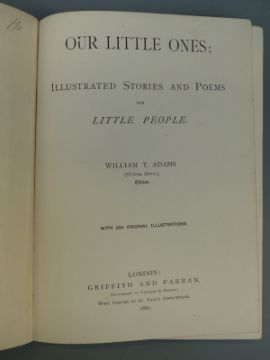 OUR LITTLE ONES:
ILLUSTRATED STORIES AND POEMS
FOR
LITTLE PEOPLE.
WILLIAM T. ADAMS
(OLIVER OPTIC),
Editor.
WITH ORIGINAL ILLUSTRATIONS.
LONDON:
GRIFFITH AND FARRAN,
WEST CORNER OF ST. PAUL'S CHURCHYARD.